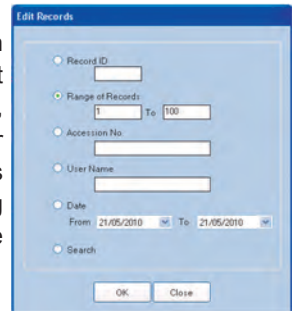 Edit Records
Record ID
Range of Records
1 To 100
Accession No.
User Name
Date
From 21/05/2010 To 21/05/2010
Search
OK Close